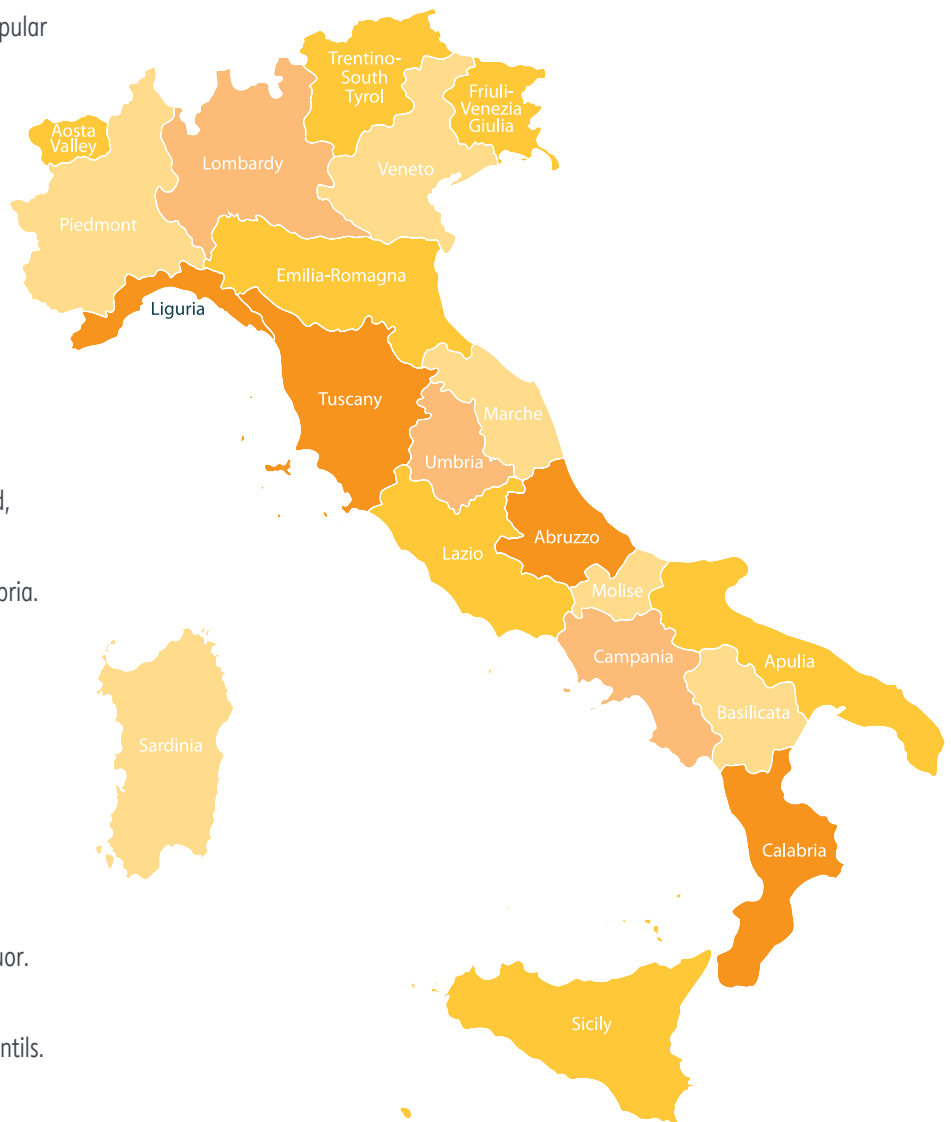 pular
Trentino-
South
Tyrol
Friuli-
Venezia
Giulia
Aosta
Valley
Lombardy
Veneto
Piedmont
Emilia-Romagna
Liguria
Tuscany
Marche
Umbria
d,
Abruzzo
Lazio
Molise
bria.
Campania
Apulia
Basilicata
Sardinia
Calabria
uor.
Sicily
ntils.